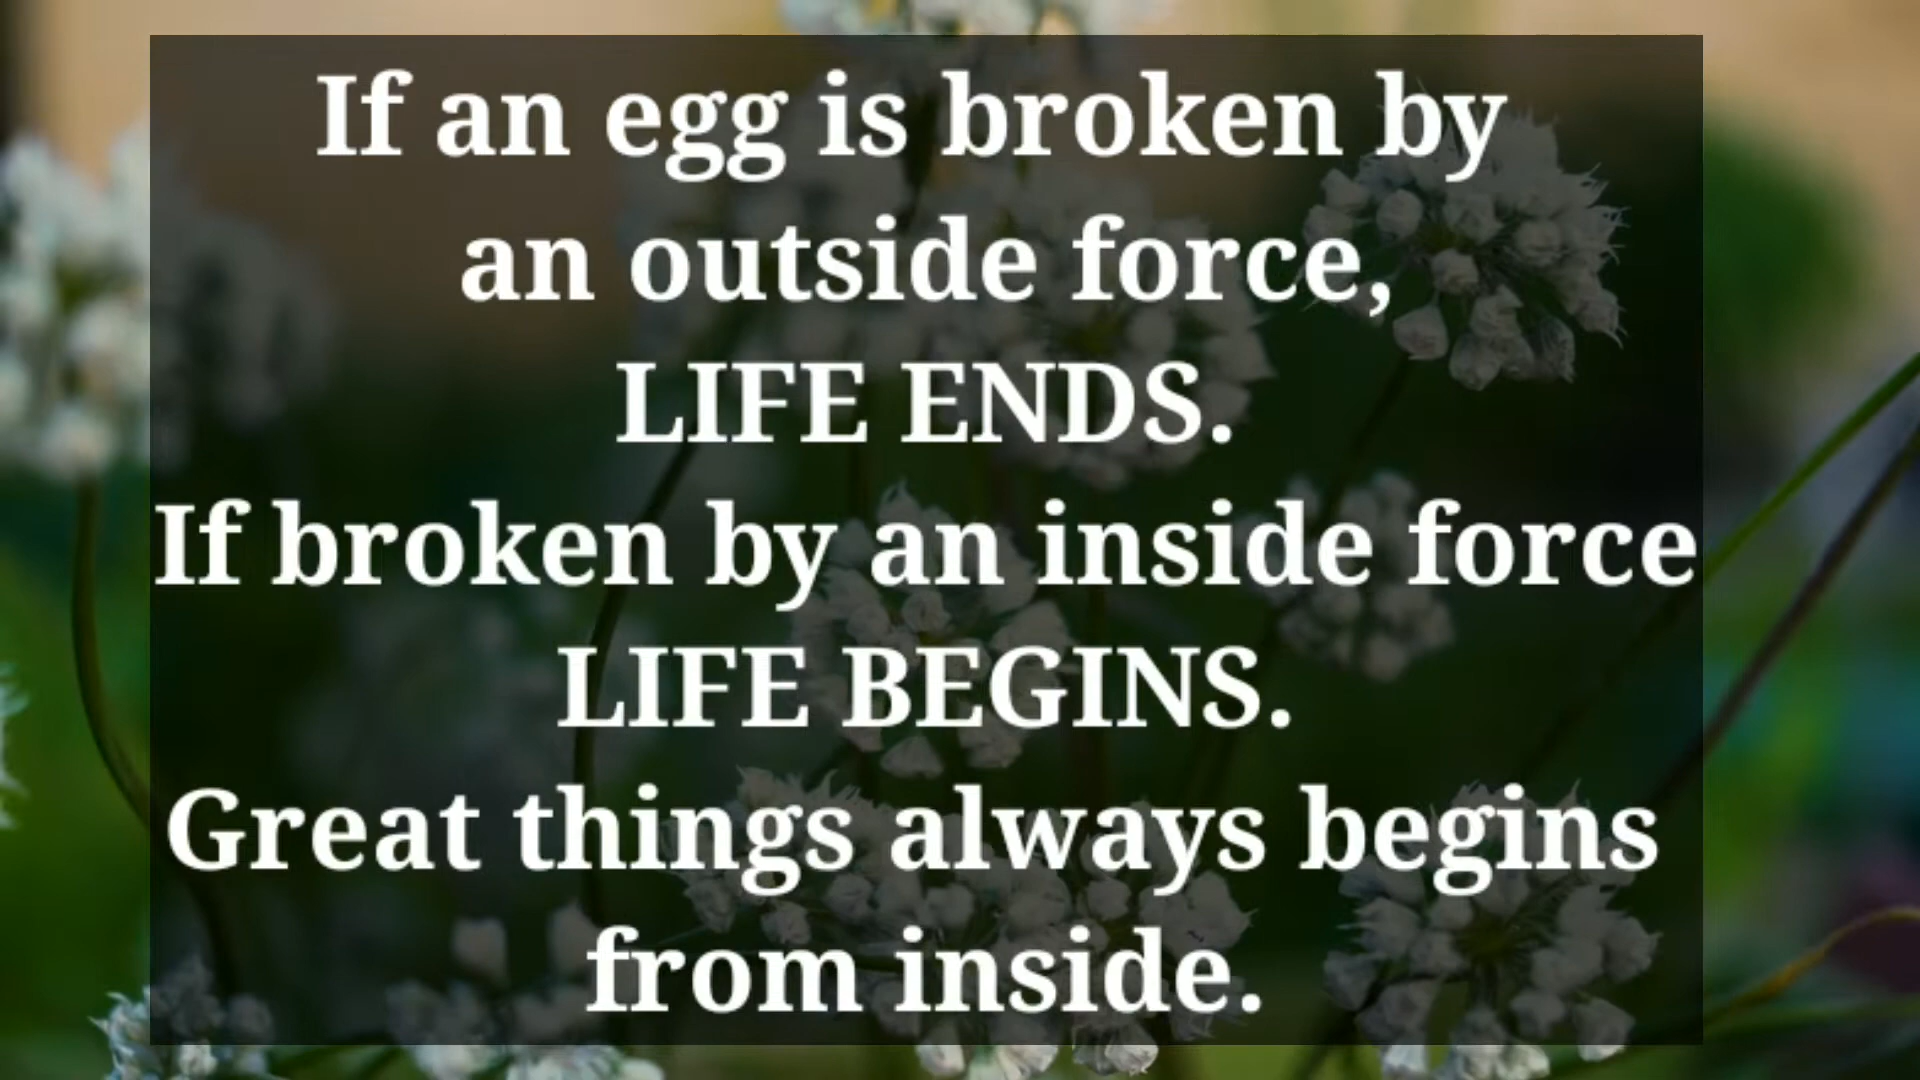 If an egg is broken by
an outside force,
LIFE ENDS.
If broken by an inside force
LIFE BEGINS.
Great things always begins
from inside.